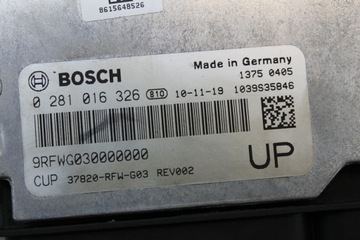 8615648526
BOSCH
Made in Germany
1375 0405
0 281 016 326 810 10-11-19 1039S35846
9RFWG030000000
UP
CUP 37820-RFW-G03 REV002